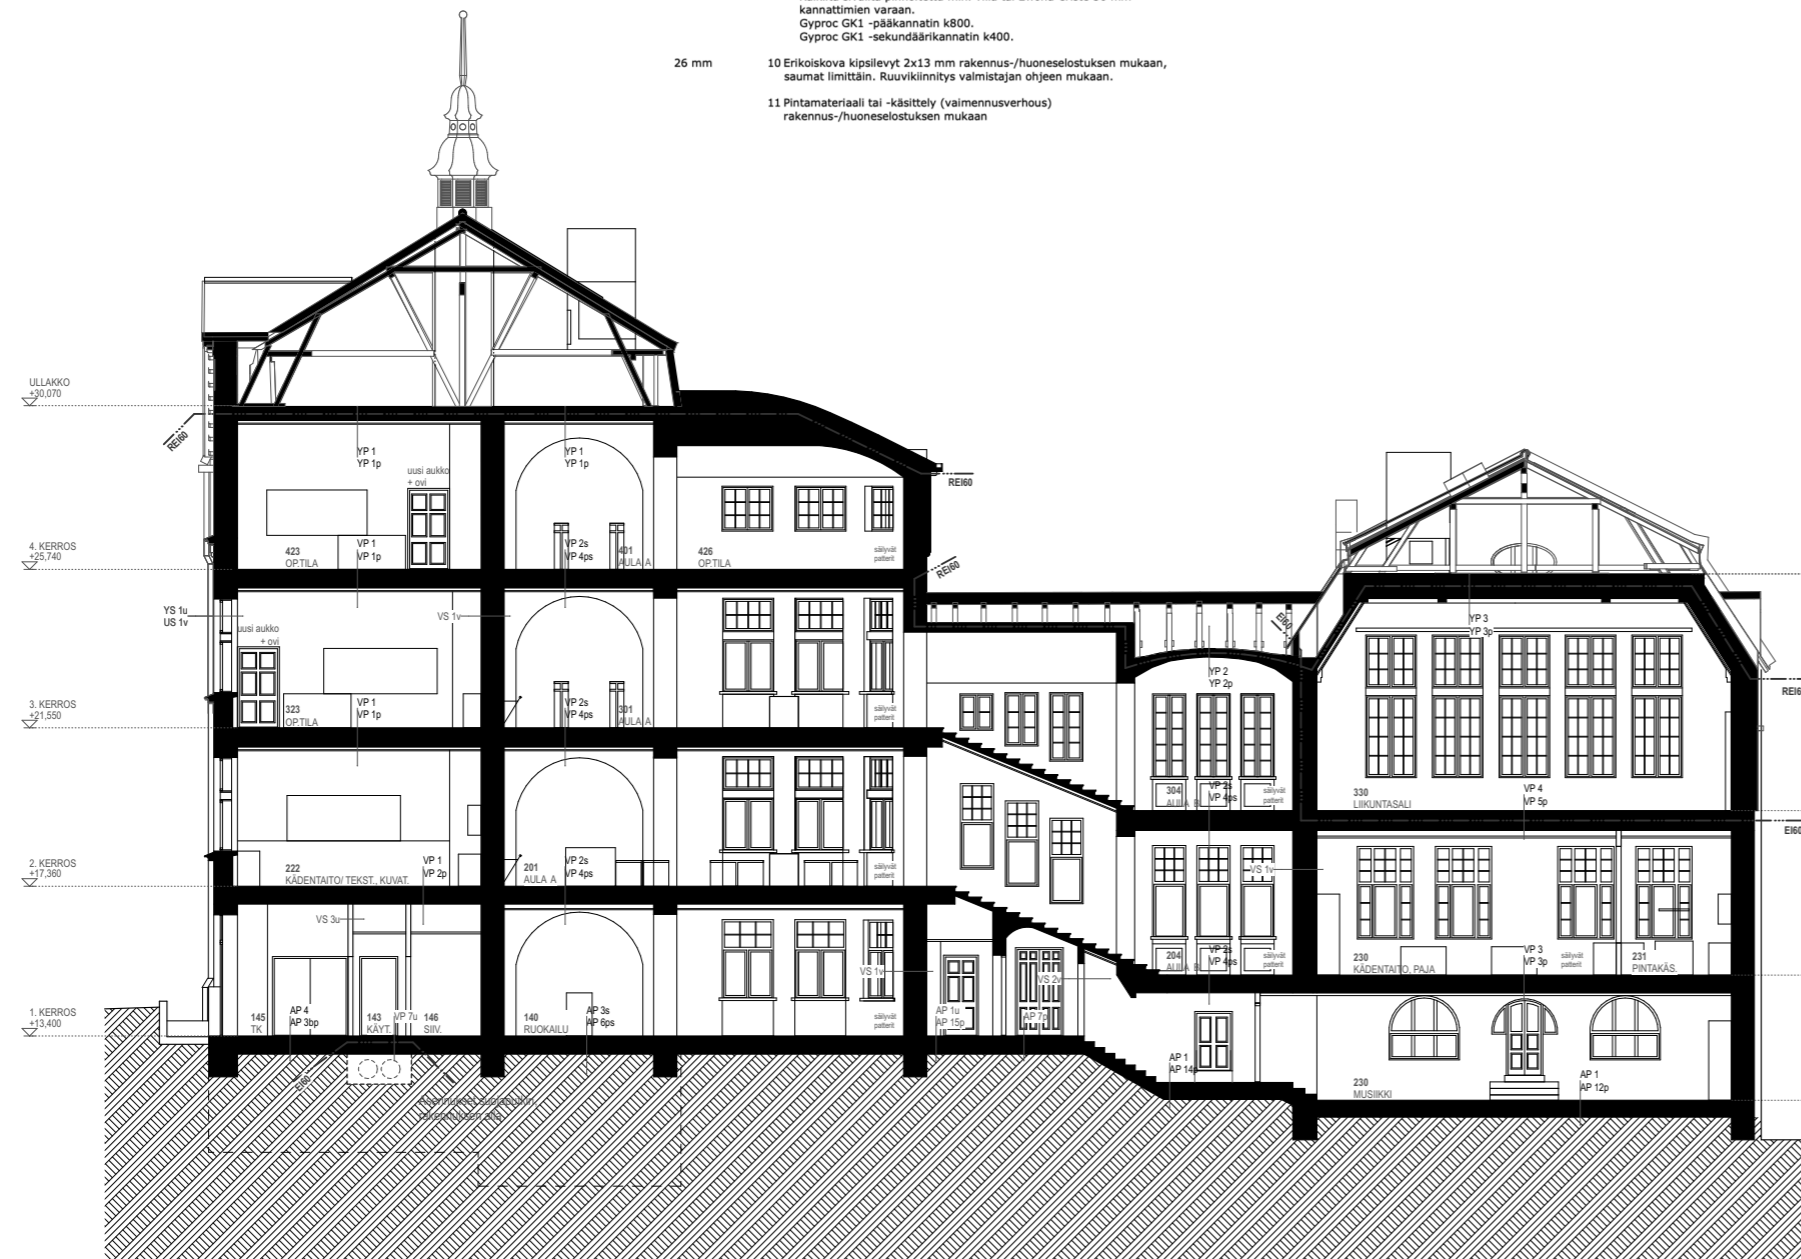 kannattimien varaan.
Gyproc GK1 -pääkannatin k800.
Gyproc GK1 -sekundäärikannatin k400.
26 mm
10 Erikoiskova kipsilevyt 2x13 mm rakennus-/huoneselostuksen mukaan,
saumat limittäin. Ruuvikiinnitys valmistajan ohjeen mukaan.
11 Pintamateriaali tai -käsittely (vaimennusverhous)
rakennus-/huoneselostuksen mukaan
ULLAKKO
+30,070
REI60
YP 1
YP 1p
uusi aukko
+ ovi
YP 1
YP 1p
REI60
4. KERROS
+25,740
423
OP.TILA
VP 1
VP 1p
VP 2s
VP 4ps
401
AULA A
426
OP.TILA
säilyvät
patterit
REI60
YS 1u
US 1v
uusi aukko
+ ovi
VS 1v
EI60
YP 2
YP 2p
YP 3
YP 3p
3. KERROS
+21,550
323
OP.TILA
VP 1
VP 1p
VP 2s
VP 4ps
301
AULA A
säilyvät
patterit
304
AULA B
VP 2s
VP 4ps
säilyvät
patterit
330
LIIKUNTASALI
VP 4
VP 5p
EI60
2. KERROS
+17,360
222
KÄDENTAITO/ TEKST., KUVAT.
VP 1
VP 2p
201
AULA A
VP 2s
VP 4ps
säilyvät
patterit
VS 1v
VS 3u
VS 1v
VS 2v
204
AULA B
VP 2s
VP 4ps
säilyvät
patterit
230
KÄDENTAITO, PAJA
VP 3
VP 3p
säilyvät
patterit
231
PINTAKÄS.
1. KERROS
+13,400
145
TK
AP 4
AP 3bp
143
KÄYT.
VP 7u
146
SIIV.
140
RUOKAILU
AP 3s
AP 6ps
säilyvät
patterit
AP 1u
AP 15p
AP 7p
AP 1
AP 14p
230
MUSIIKKI
AP 1
AP 12p
EI60
Asennukset suojaputkin
rakennuksen alla